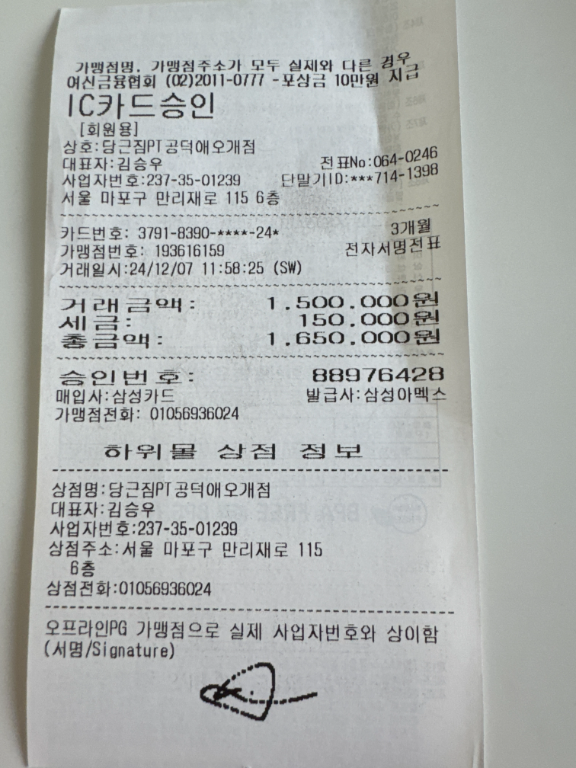 가맹점명, 가맹점주소가 모두 실제와 다른 경우
여신금융협회 (02)2011-0777 - 포상금 10만원 지급
IC카드승인
[회원용]
상호:당근짐PT공덕애오개점
대표자:김승우 전표No:064-0246
사업자번호:237-35-01239 단말기ID:***714-1398
서울 마포구 만리재로 115 6층
카드번호: 3791-8390-****-24* 3개월
가맹점번호: 193616159 전자서명전표
거래일시:24/12/07 11:58:25 (SW)
거래금액: 1,500,000원
세금: 150,000원
총금액: 1,650,000원
승인번호: 88976428
매입사:삼성카드 발급사:삼성아멕스
가맹점전화: 01056936024
하위몰 상점 정보
상점명:당근짐PT공덕애오개점
대표자:김승우
사업자번호:237-35-01239
상점주소:서울 마포구 만리재로 115
6층
상점전화:01056936024
오프라인PG 가맹점으로 실제 사업자번호와 상이함
(서명/Signature)